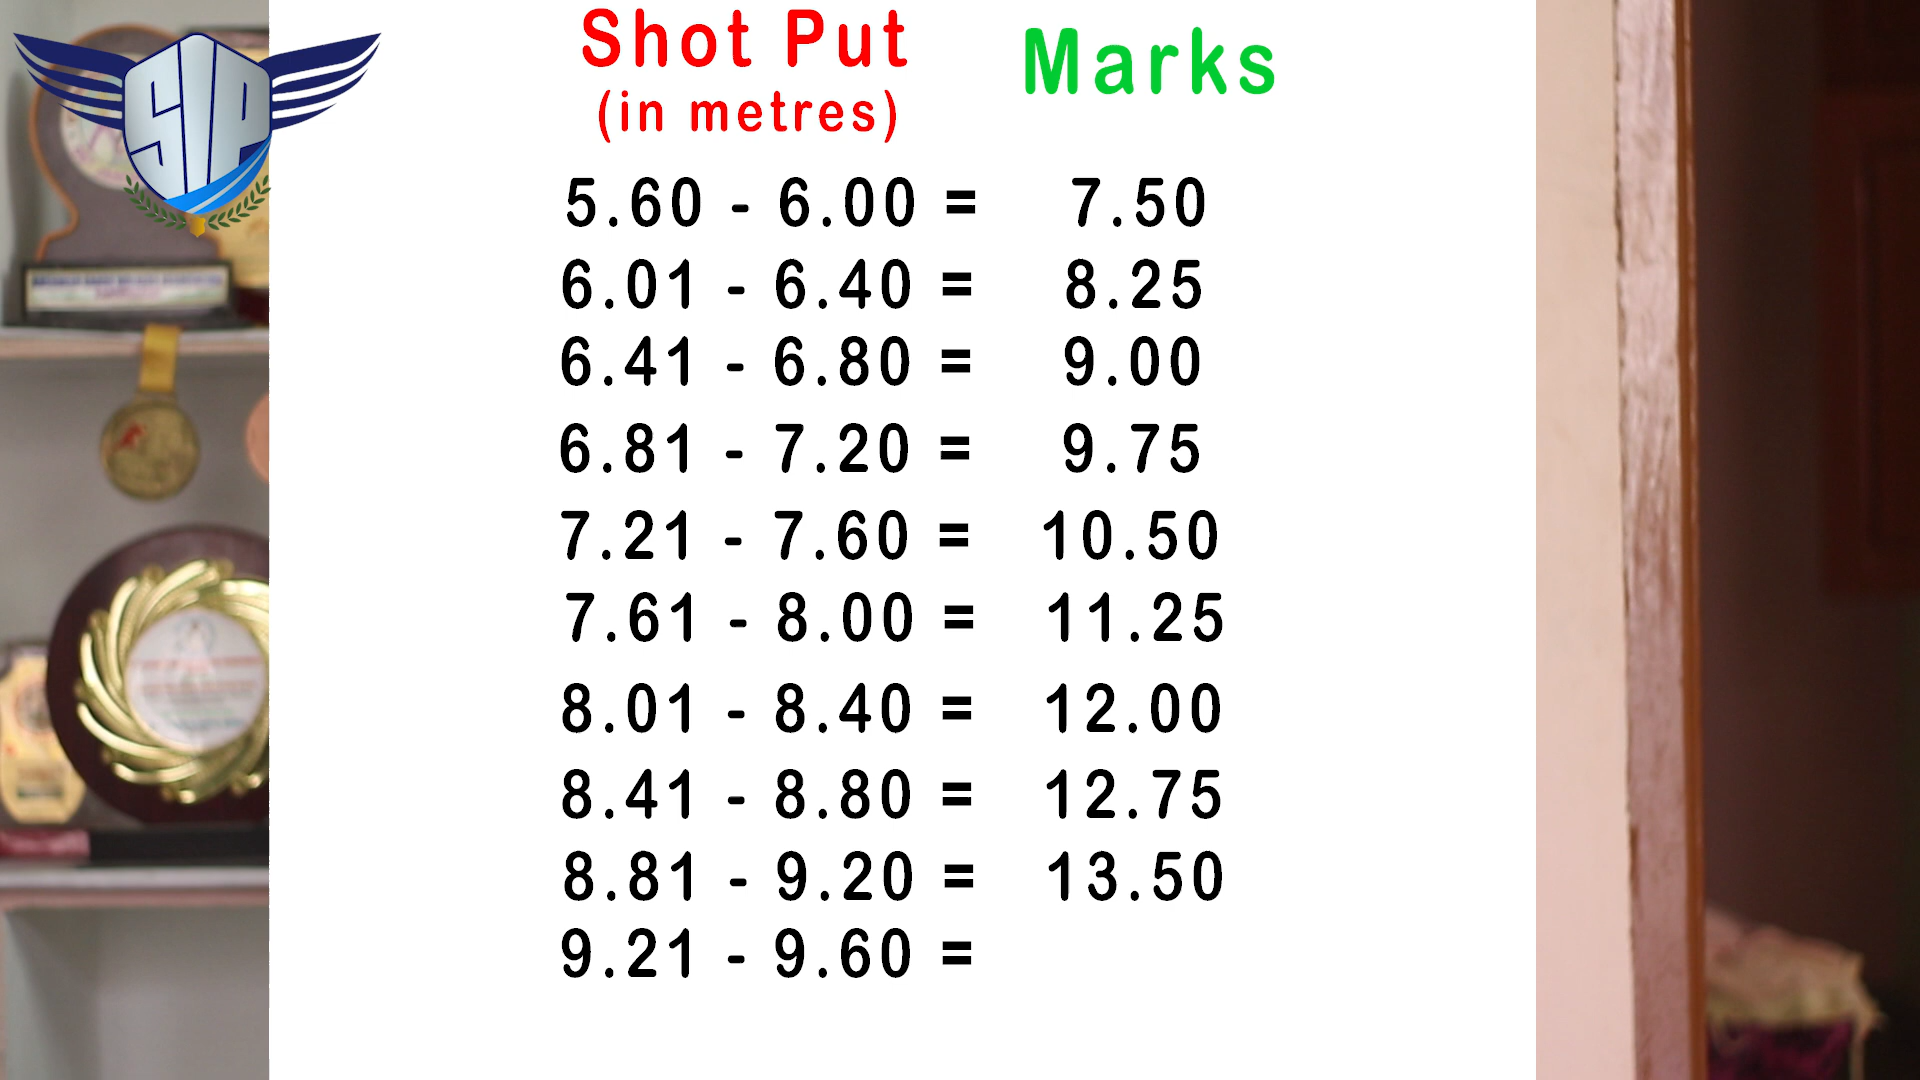 SIP
Shot Put Marks
(in metres)
5.60 - 6.00 = 7.50
6.01 - 6.40 = 8.25
6.41 - 6.80 = 9.00
6.81 - 7.20 = 9.75
7.21 - 7.60 = 10.50
7.61 - 8.00 = 11.25
8.01 - 8.40 = 12.00
8.41 - 8.80 = 12.75
8.81 - 9.20 = 13.50
9.21 - 9.60 =